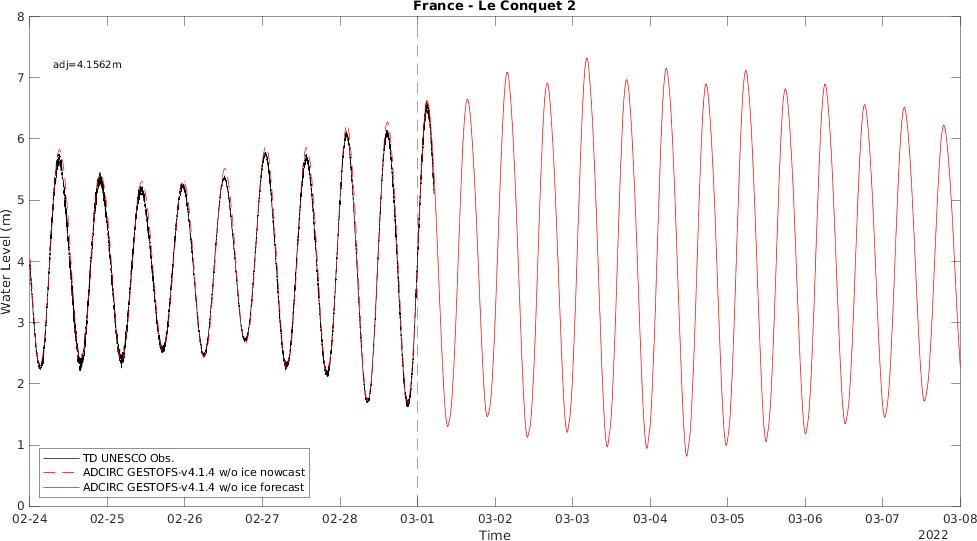 France - Le Conquet 2
adj=4.1562m
8
7
6
5
4
3
2
1
0
Water Level (m)
TD UNESCO Obs.
ADCIRC GESTOFS-v4.1.4 w/o ice nowcast
ADCIRC GESTOFS-v4.1.4 w/o ice forecast
02-24 02-25 02-26 02-27 02-28 03-01 03-02 03-03 03-04 03-05 03-06 03-07 03-08
Time
2022